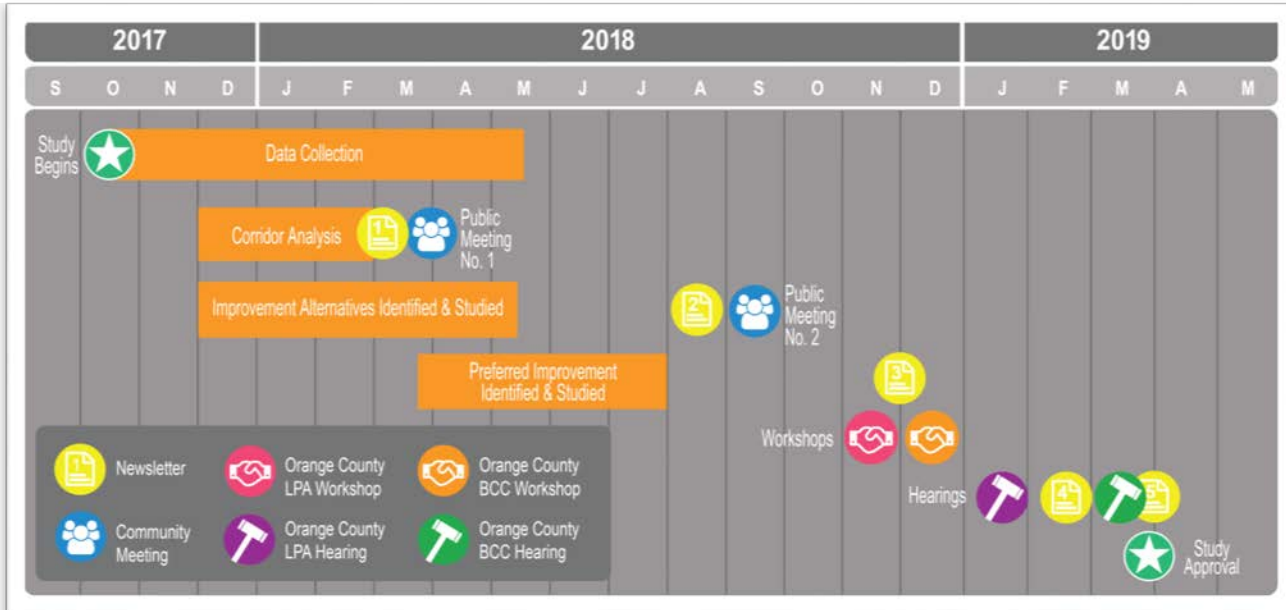 2017 2018 2019
S O N D J F M A M J J A S O N D J F M A M
Study
Begins
Data Collection
Corridor Analysis
1
Public
Meeting
No. 1
Improvement Alternatives Identified & Studied
2
Public
Meeting
No. 2
Preferred Improvement
Identified & Studied
3
Workshops
Hearings
4
5
Study
Approval
1
Newsletter
Orange County
LPA Workshop
Orange County
BCC Workshop
Community
Meeting
Orange County
LPA Hearing
Orange County
BCC Hearing